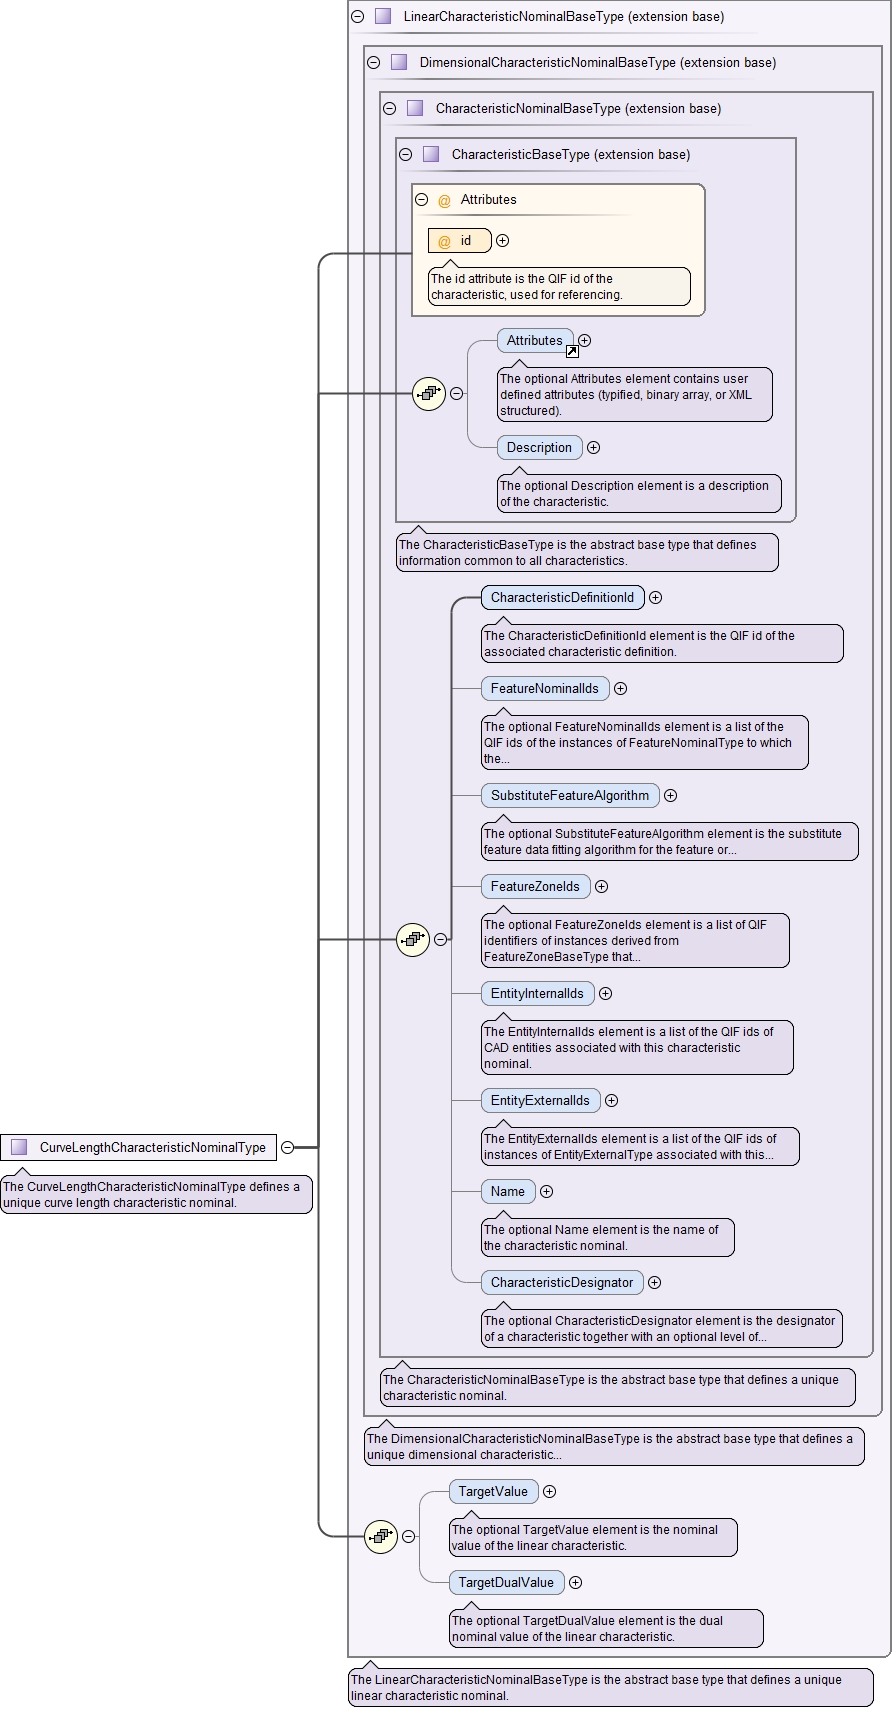 LinearCharacteristicNominalBaseType (extension base)
DimensionalCharacteristicNominalBaseType (extension base)
CharacteristicNominalBaseType (extension base)
CharacteristicBaseType (extension base)
@ Attributes
@ id
The id attribute is the QIF id of the
characteristic, used for referencing.
Attributes
The optional Attributes element contains user
defined attributes (typified, binary array, or XML
structured).
Description
The optional Description element is a description
of the characteristic.
The CharacteristicBaseType is the abstract base type that defines
information common to all characteristics.
CharacteristicDefinitionId
The CharacteristicDefinitionId element is the QIF id of the
associated characteristic definition.
FeatureNominalIds
The optional FeatureNominalIds element is a list of the
QIF ids of the instances of FeatureNominalType to which
the...
SubstituteFeatureAlgorithm
The optional SubstituteFeatureAlgorithm element is the substitute
feature data fitting algorithm for the feature or...
FeatureZoneIds
The optional FeatureZoneIds element is a list of QIF
identifiers of instances derived from
FeatureZoneBaseType that...
EntityInternalIds
The EntityInternalIds element is a list of the QIF ids of
CAD entities associated with this characteristic
nominal.
EntityExternalIds
The EntityExternalIds element is a list of the QIF ids of
instances of EntityExternalType associated with this...
CurveLengthCharacteristicNominalType
The CurveLengthCharacteristicNominalType defines a
unique curve length characteristic nominal.
Name
The optional Name element is the name of
the characteristic nominal.
CharacteristicDesignator
The optional CharacteristicDesignator element is the designator
of a characteristic together with an optional level of...
The CharacteristicNominalBaseType is the abstract base type that defines a unique
characteristic nominal.
The DimensionalCharacteristicNominalBaseType is the abstract base type that defines a
unique dimensional characteristic...
TargetValue
The optional TargetValue element is the nominal
value of the linear characteristic.
TargetDualValue
The optional TargetDualValue element is the dual
nominal value of the linear characteristic.
The LinearCharacteristicNominalBaseType is the abstract base type that defines a unique
linear characteristic nominal.